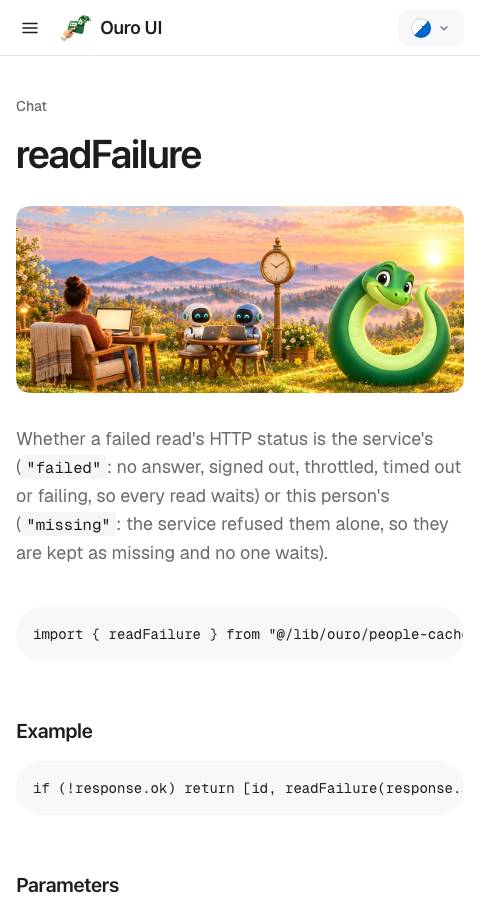 Ouro UI
Chat
readFailure
Whether a failed read's HTTP status is the service's
("failed": no answer, signed out, throttled, timed out
or failing, so every read waits) or this person's
("missing": the service refused them alone, so they
are kept as missing and no one waits).
import { readFailure } from "@/lib/ouro/people-cache
Example
if (!response.ok) return [id, readFailure(response.
Parameters